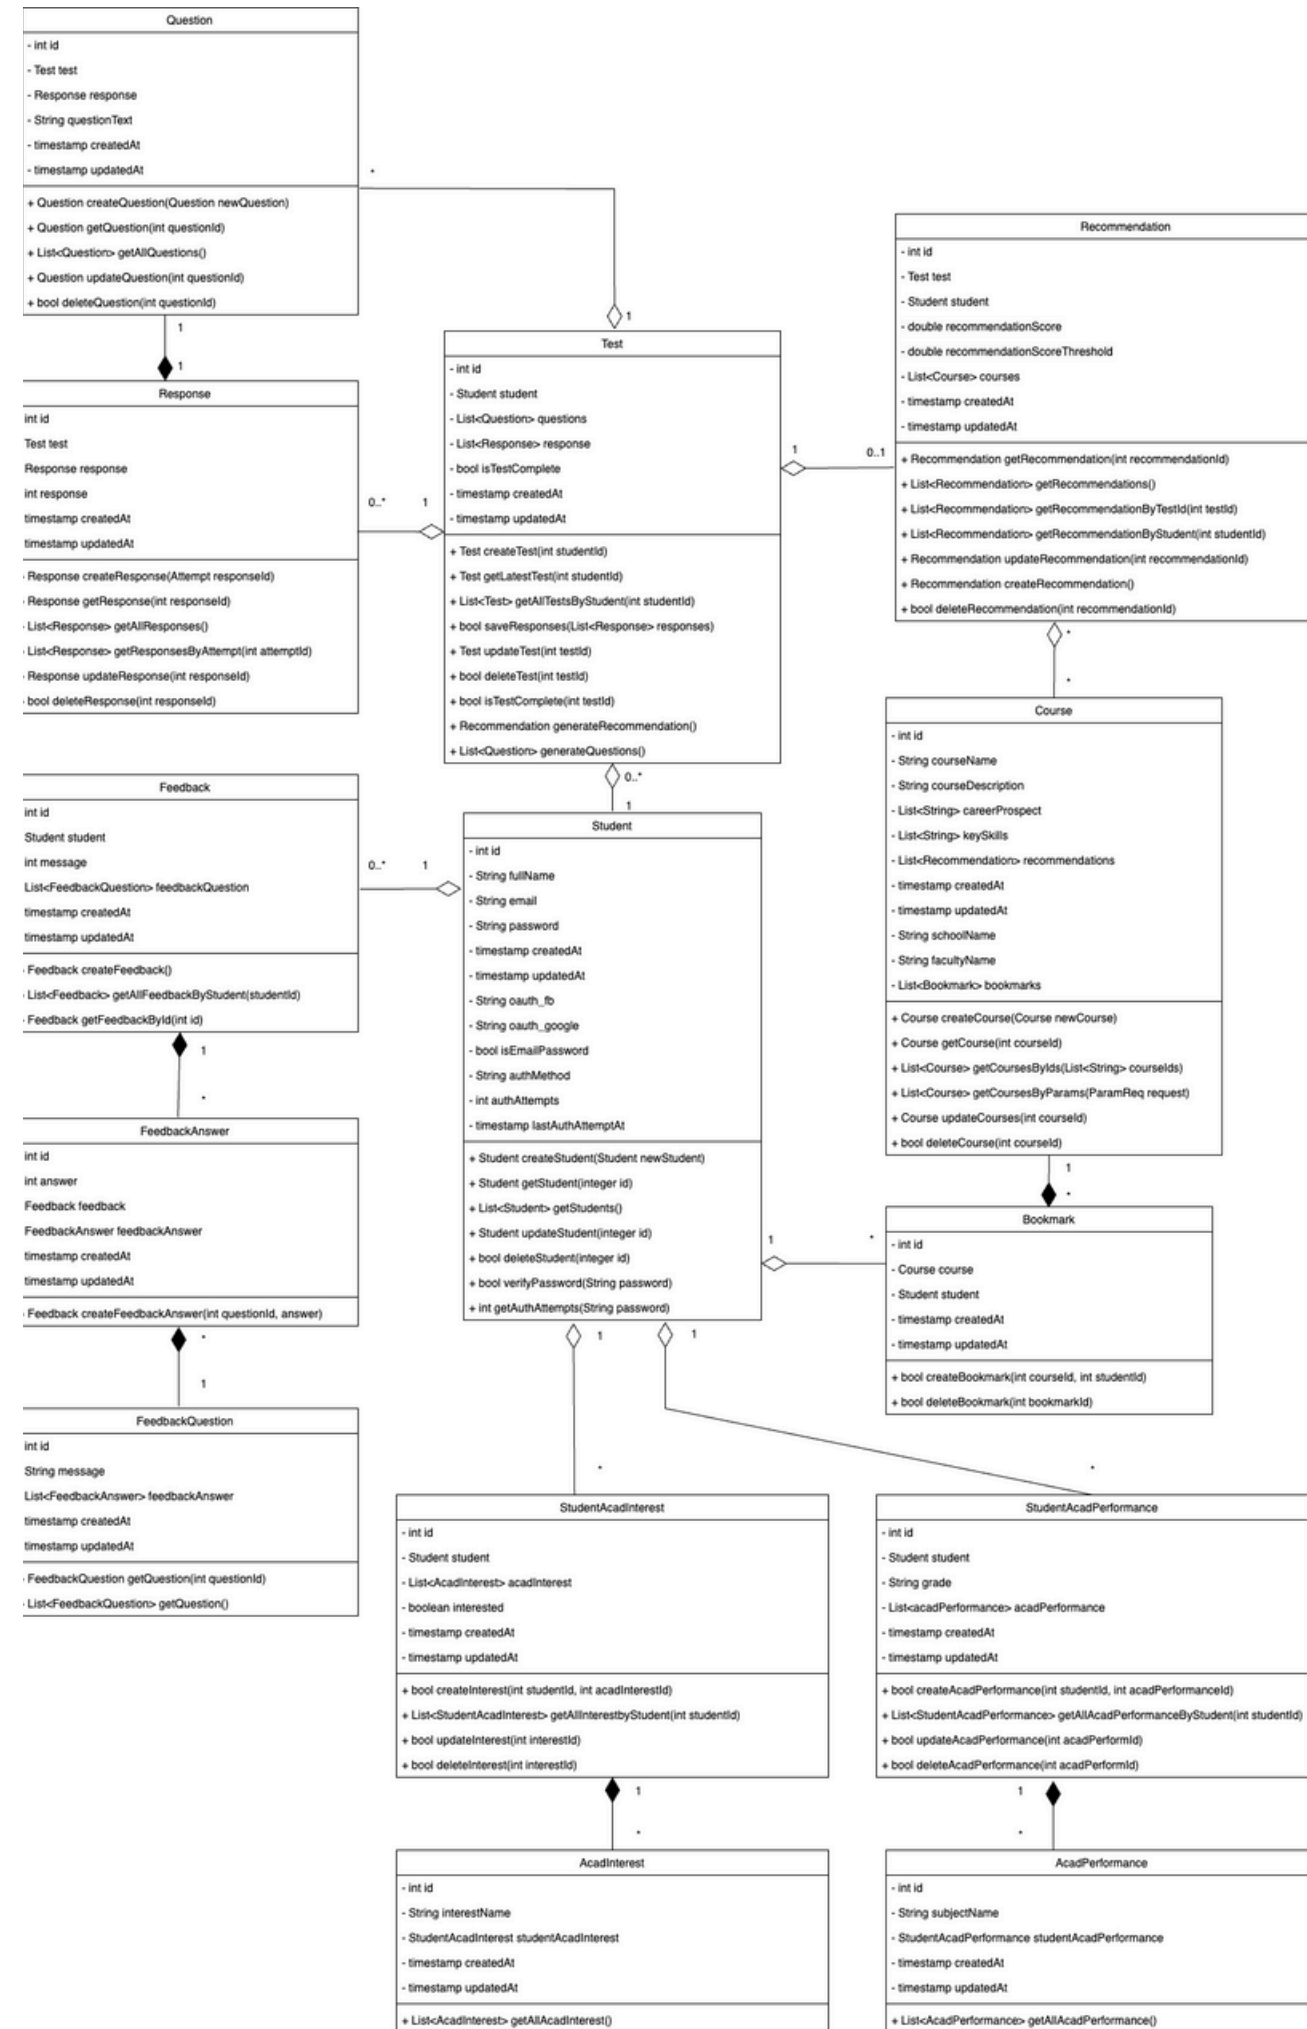 Question
- int id
- Test test
- Response response
- String questionText
- timestamp createdAt
- timestamp updatedAt
+ Question createQuestion(Question newQuestion)
+ Question getQuestion(int questionId)
+ List<Question> getAllQuestions()
+ Question updateQuestion(int questionId)
+ bool deleteQuestion(int questionId)
*
1
1
1
Response
int id
Test test
Response response
int response
timestamp createdAt
timestamp updatedAt
Response createResponse(Attempt responseId)
Response getResponse(int responseId)
List<Response> getAllResponses()
List<Response> getResponsesByAttempt(int attemptId)
Response updateResponse(int responseId)
bool deleteResponse(int responseId)
0..* 1
Test
- int id
- Student student
- List<Question> questions
- List<Response> response
- bool isTestComplete
- timestamp createdAt
- timestamp updatedAt
+ Test createTest(int studentId)
+ Test getLatestTest(int studentId)
+ List<Test> getAllTestsByStudent(int studentId)
+ bool saveResponses(List<Response> responses)
+ Test updateTest(int testId)
+ bool deleteTest(int testId)
+ bool isTestComplete(int testId)
+ Recommendation generateRecommendation()
+ List<Question> generateQuestions()
1 0..1
Recommendation
- int id
- Test test
- Student student
- double recommendationScore
- double recommendationScoreThreshold
- List<Course> courses
- timestamp createdAt
- timestamp updatedAt
+ Recommendation getRecommendation(int recommendationId)
+ List<Recommendation> getRecommendations()
+ List<Recommendation> getRecommendationByTestId(int testId)
+ List<Recommendation> getRecommendationByStudent(int studentId)
+ Recommendation updateRecommendation(int recommendationId)
+ Recommendation createRecommendation()
+ bool deleteRecommendation(int recommendationId)
*
*
Course
- int id
- String courseName
- String courseDescription
- List<String> careerProspect
- List<String> keySkills
- List<Recommendation> recommendations
- timestamp createdAt
- timestamp updatedAt
- String schoolName
- String facultyName
- List<Bookmark> bookmarks
+ Course createCourse(Course newCourse)
+ Course getCourse(int courseId)
+ List<Course> getCoursesByIds(List<String> courseIds)
+ List<Course> getCoursesByParams(ParamReq request)
+ Course updateCourses(int courseId)
+ bool deleteCourse(int courseId)
1
*
Bookmark
- int id
- Course course
- Student student
- timestamp createdAt
- timestamp updatedAt
+ bool createBookmark(int courseId, int studentId)
+ bool deleteBookmark(int bookmarkId)
0..*
1
Student
- int id
- String fullName
- String email
- String password
- timestamp createdAt
- timestamp updatedAt
- String oauth_fb
- String oauth_google
- bool isEmailPassword
- String authMethod
- int authAttempts
- timestamp lastAuthAttemptAt
+ Student createStudent(Student newStudent)
+ Student getStudent(integer id)
+ List<Student> getStudents()
+ Student updateStudent(integer id)
+ bool deleteStudent(integer id)
+ bool verifyPassword(String password)
+ int getAuthAttempts(String password)
1 *
1 1
Feedback
int id
Student student
int message
List<FeedbackQuestion> feedbackQuestion
timestamp createdAt
timestamp updatedAt
Feedback createFeedback()
List<Feedback> getAllFeedbackByStudent(studentId)
Feedback getFeedbackById(int id)
0..* 1
1
*
FeedbackAnswer
int id
int answer
Feedback feedback
FeedbackAnswer feedbackAnswer
timestamp createdAt
timestamp updatedAt
Feedback createFeedbackAnswer(int questionId, answer)
*
1
FeedbackQuestion
int id
String message
List<FeedbackAnswer> feedbackAnswer
timestamp createdAt
timestamp updatedAt
FeedbackQuestion getQuestion(int questionId)
List<FeedbackQuestion> getQuestion()
* *
StudentAcadInterest
- int id
- Student student
- List<AcadInterest> acadInterest
- boolean interested
- timestamp createdAt
- timestamp updatedAt
+ bool createInterest(int studentId, int acadInterestId)
+ List<StudentAcadInterest> getAllInterestbyStudent(int studentId)
+ bool updateInterest(int interestId)
+ bool deleteInterest(int interestId)
1
*
AcadInterest
- int id
- String interestName
- StudentAcadInterest studentAcadInterest
- timestamp createdAt
- timestamp updatedAt
+ List<AcadInterest> getAllAcadInterest()
StudentAcadPerformance
- int id
- Student student
- String grade
- List<acadPerformance> acadPerformance
- timestamp createdAt
- timestamp updatedAt
+ bool createAcadPerformance(int studentId, int acadPerformanceId)
+ List<StudentAcadPerformance> getAllAcadPerformanceByStudent(int studentId)
+ bool updateAcadPerformance(int acadPerformId)
+ bool deleteAcadPerformance(int acadPerformId)
1
*
AcadPerformance
- int id
- String subjectName
- StudentAcadPerformance studentAcadPerformance
- timestamp createdAt
- timestamp updatedAt
+ List<AcadPerformance> getAllAcadPerformance()